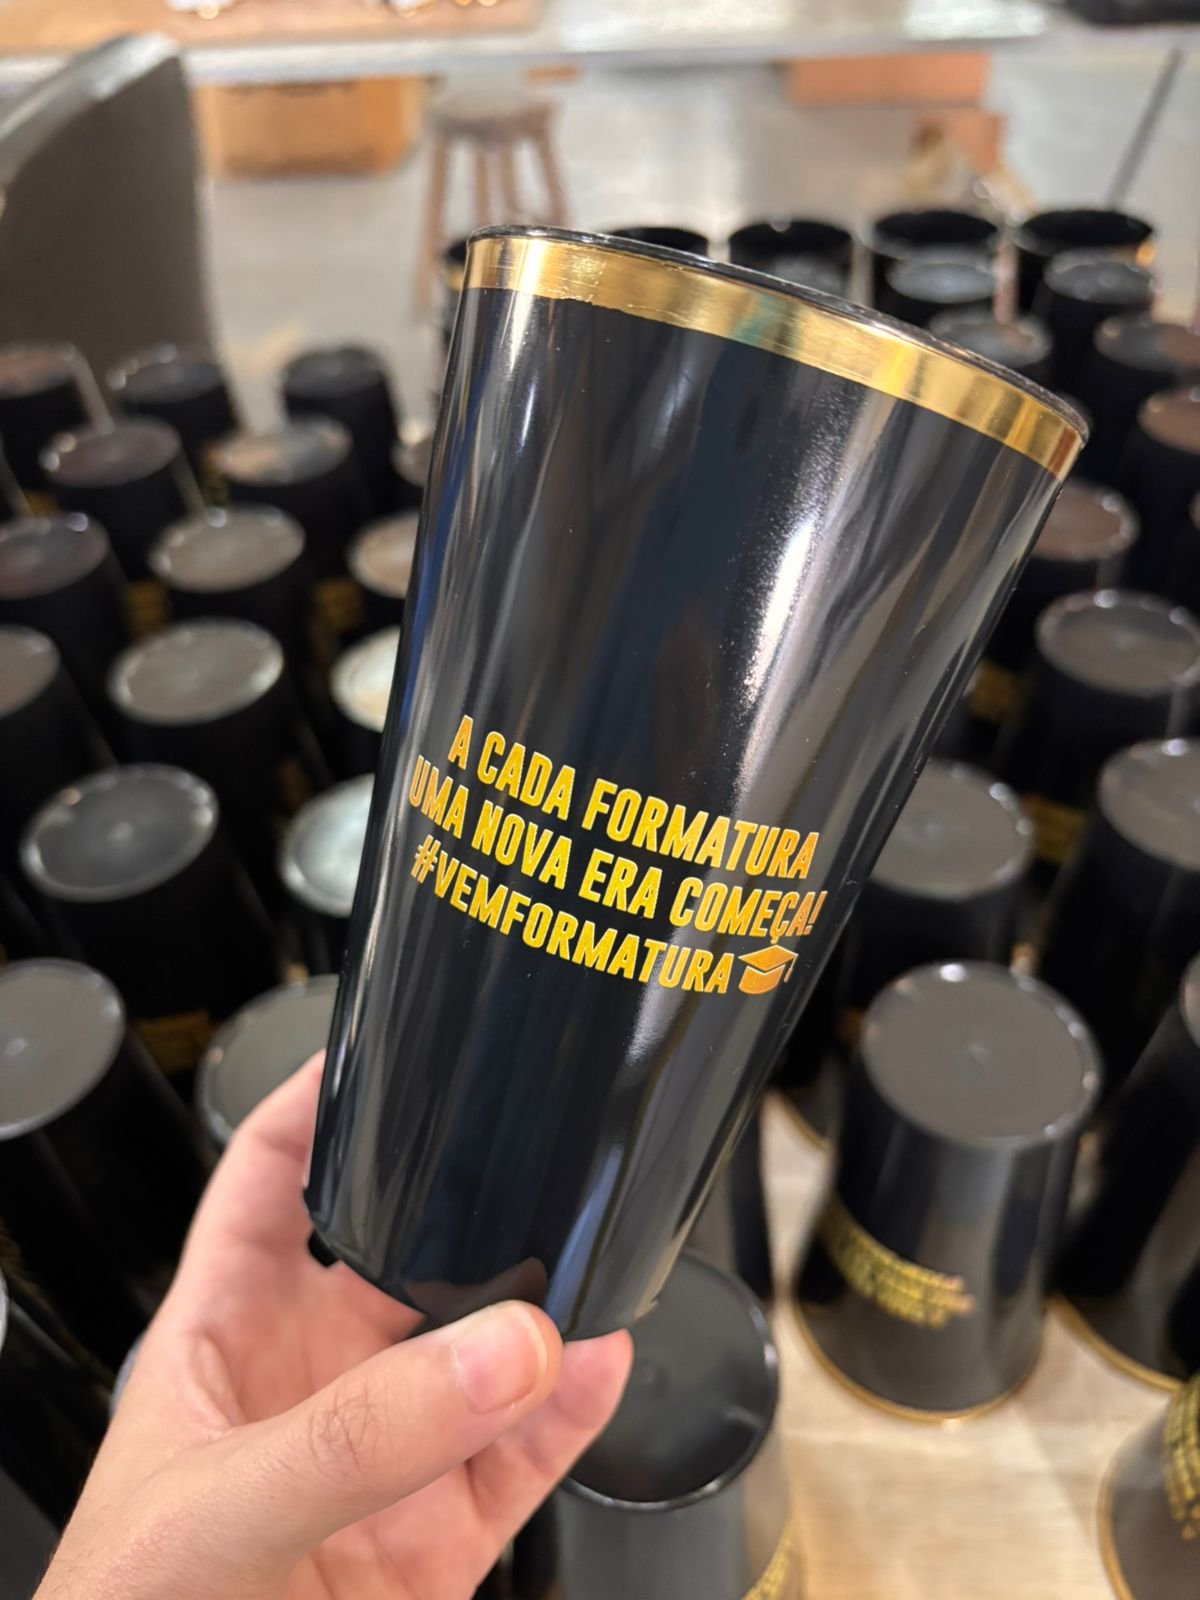 A CADA FORMATURA
UMA NOVA ERA COMEÇA!
#VEMFORMATURA